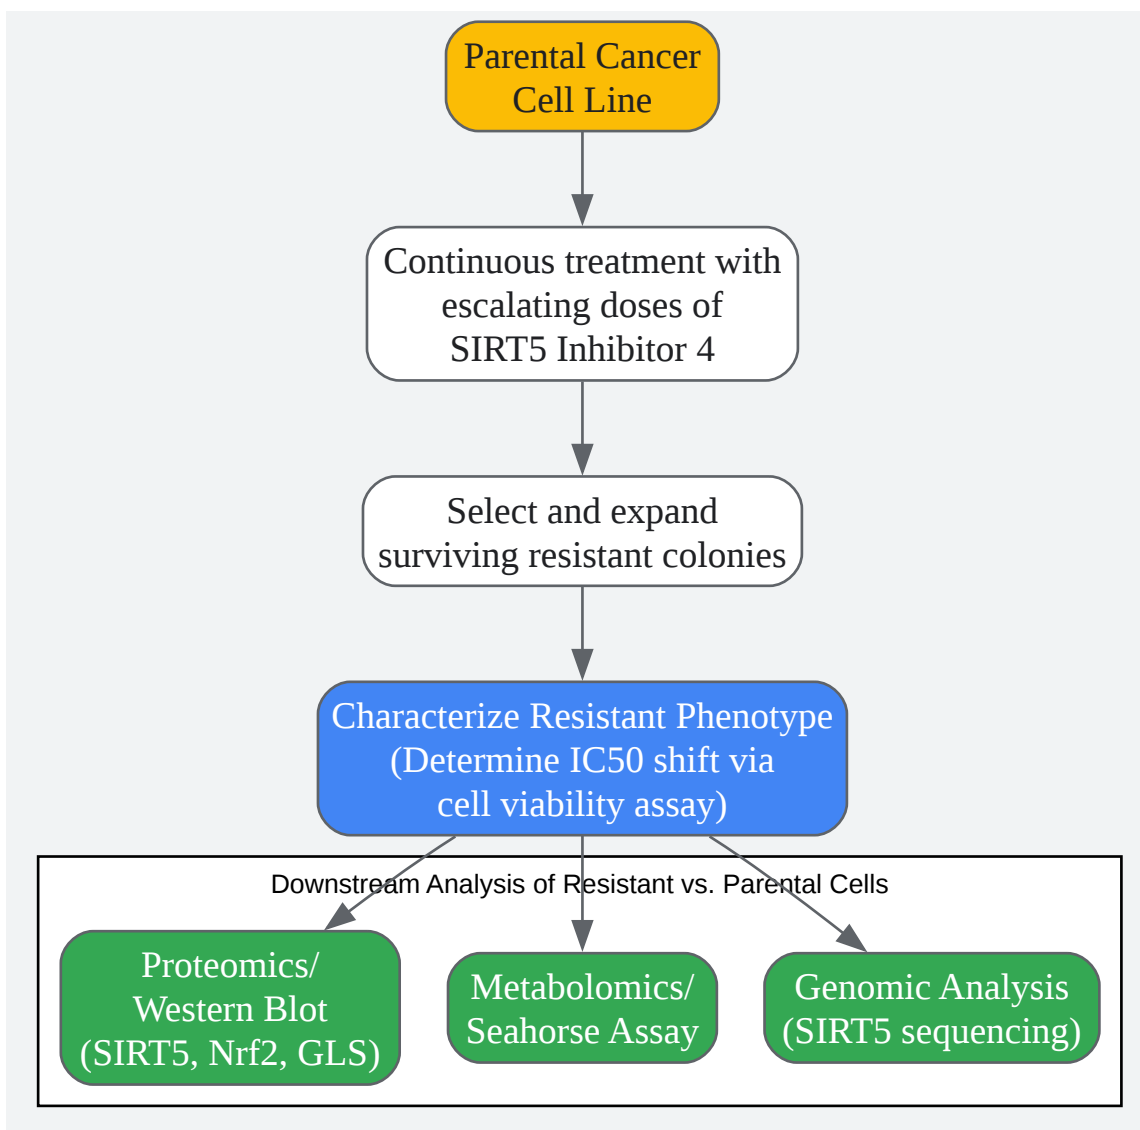 Parental Cancer
Cell Line
Continuous treatment with
escalating doses of
SIRT5 Inhibitor 4
Select and expand
surviving resistant colonies
Characterize Resistant Phenotype
(Determine IC50 shift via
cell viability assay)
Downstream Analysis of Resistant vs. Parental Cells
Proteomics/
Western Blot
(SIRT5, Nrf2, GLS)
Metabolomics/
Seahorse Assay
Genomic Analysis
(SIRT5 sequencing)